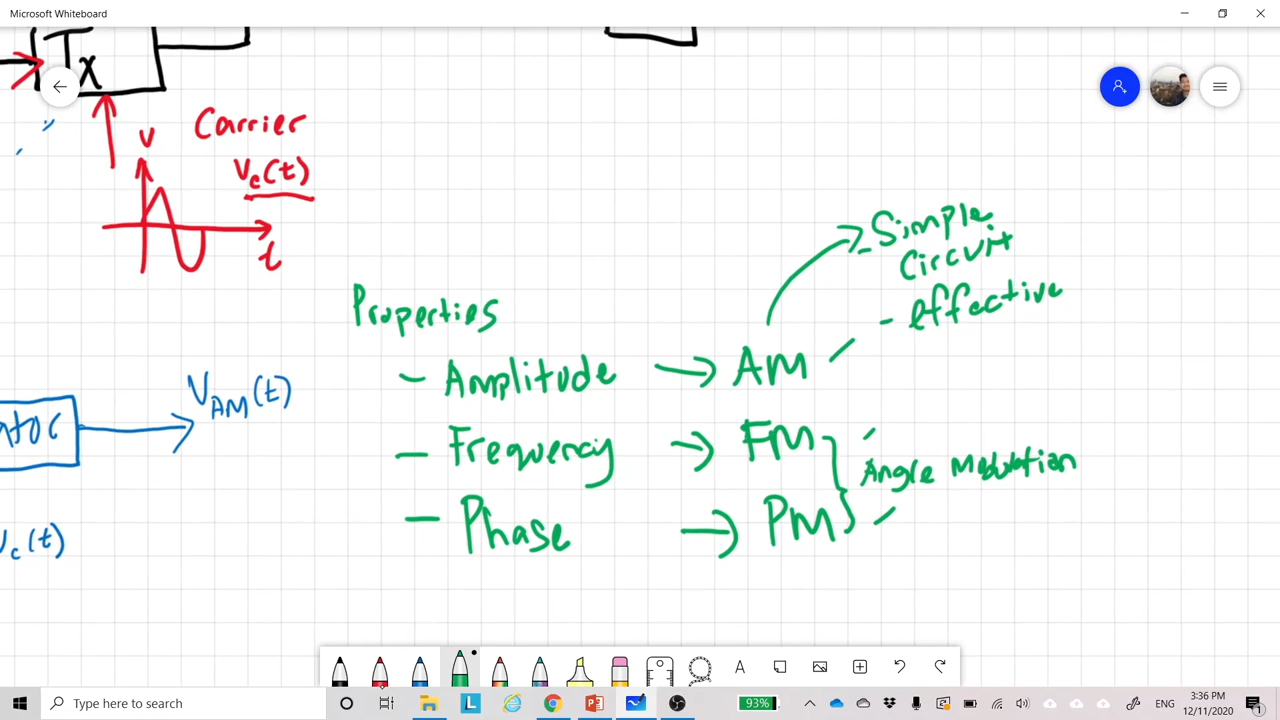 Microsoft Whiteboard
Tx
Carrier
v
Vc(t)
t
Simple
Circuit
- effective
Properties
- Amplitude → AM
VAM(t)
- Frequency → FM
Angle Modulation
- Phase → PM
Vc(t)
A
Type here to search
L
93%
3:36 PM
12/11/2020
1